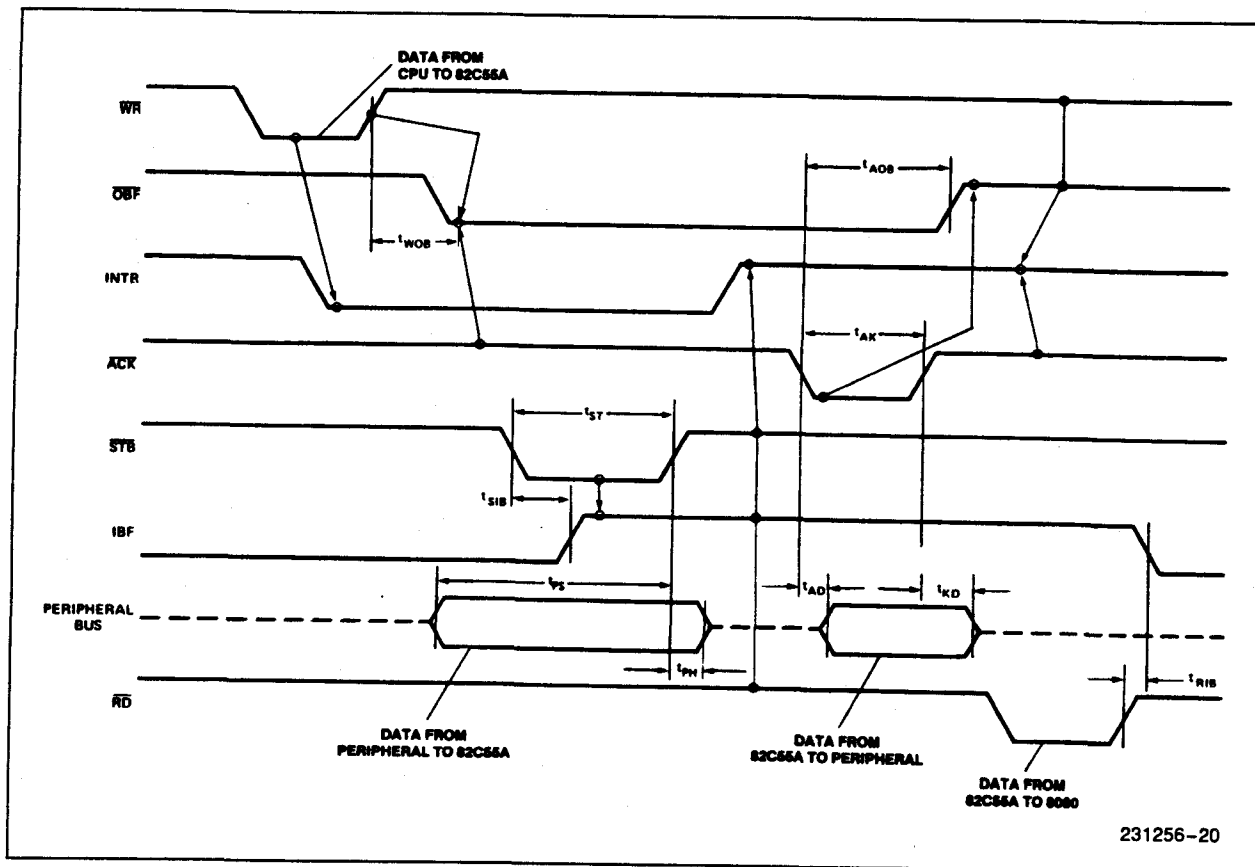 DATA FROM
CPU TO 82C55A
WR
OBF
tAOB
tWOB
INTR
tAK
ACK
tST
STB
tSIB
IBF
tPS
tAD
tKD
PERIPHERAL
BUS
tPH
tRIB
RD
DATA FROM
PERIPHERAL TO 82C55A
DATA FROM
82C55A TO PERIPHERAL
DATA FROM
82C55A TO 8080
231256-20